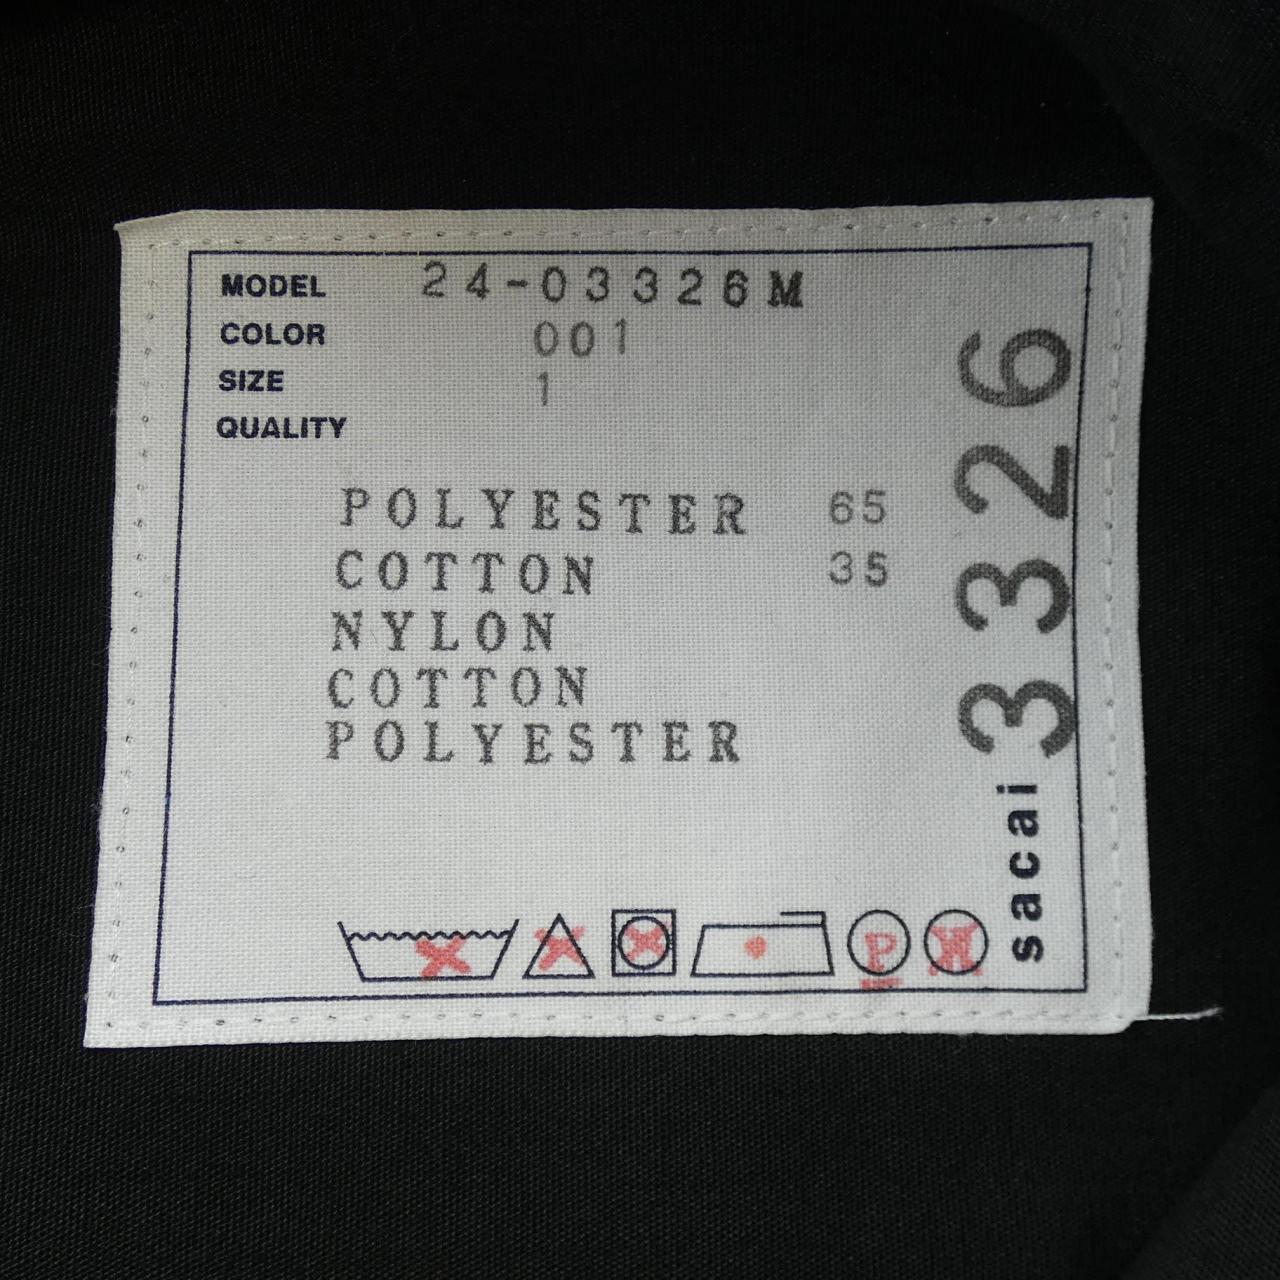 MODEL 24-03326M
COLOR 001
SIZE 1
QUALITY
POLYESTER 65
COTTON 35
NYLON
COTTON
POLYESTER
P W
sacai 3326